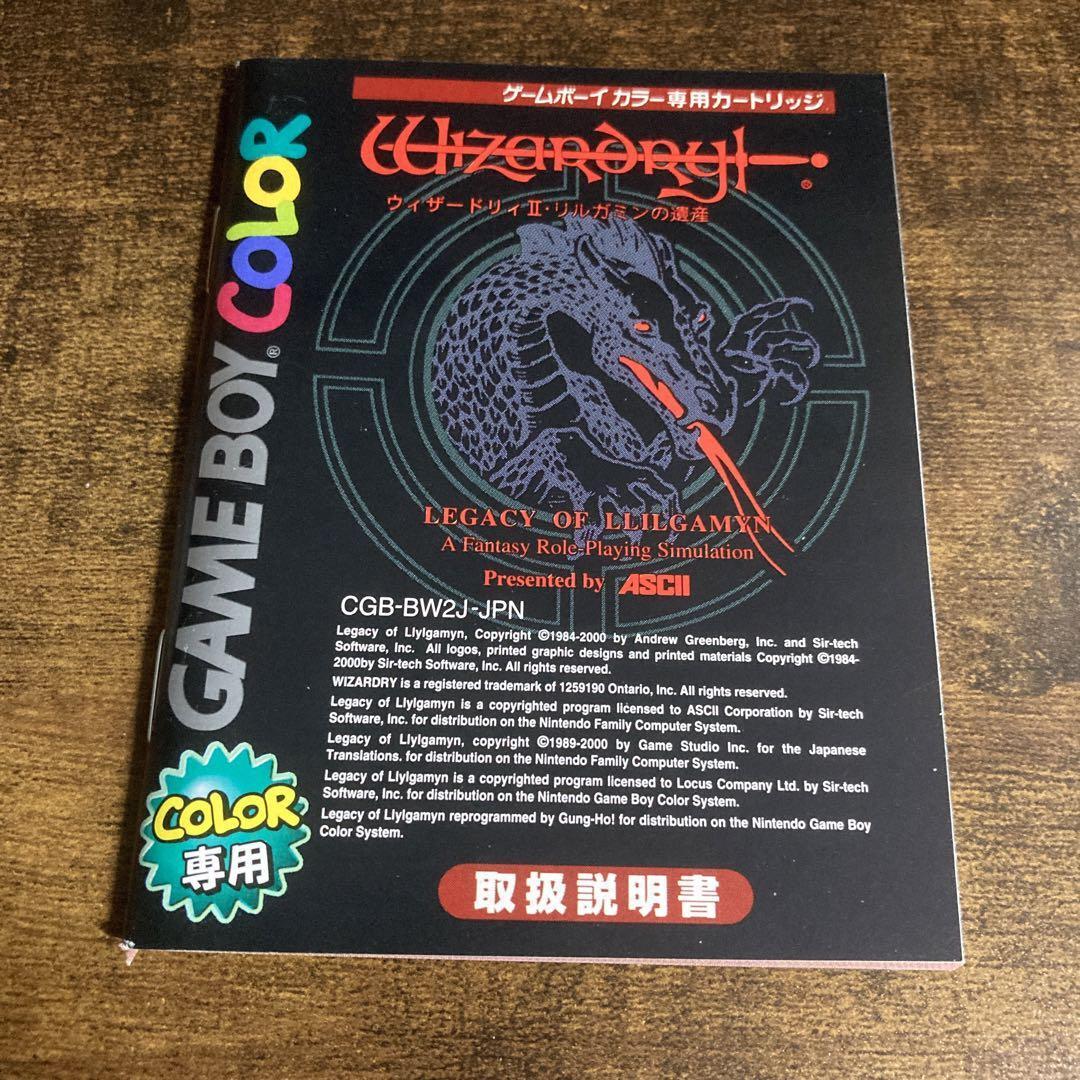 ゲームボーイカラー専用カートリッジ
Wizardry
®
ウィザードリィII・リルガミンの遺産
GAME BOY COLOR
®
LEGACY OF LLILGAMYN
A Fantasy Role-Playing Simulation
Presented by ASCII
CGB-BW2J-JPN
Legacy of Llylgamyn, Copyright ©1984-2000 by Andrew Greenberg, Inc. and Sir-tech
Software, Inc. All logos, printed graphic designs and printed materials Copyright ©1984-
2000by Sir-tech Software, Inc. All rights reserved.
WIZARDRY is a registered trademark of 1259190 Ontario, Inc. All rights reserved.
Legacy of Llylgamyn is a copyrighted program licensed to ASCII Corporation by Sir-tech
Software, Inc. for distribution on the Nintendo Family Computer System.
Legacy of Llylgamyn, copyright ©1989-2000 by Game Studio Inc. for the Japanese
Translations. for distribution on the Nintendo Family Computer System.
Legacy of Llylgamyn is a copyrighted program licensed to Locus Company Ltd. by Sir-tech
Software, Inc. for distribution on the Nintendo Game Boy Color System.
Legacy of Llylgamyn reprogrammed by Gung-Ho! for distribution on the Nintendo Game Boy
Color System.
COLOR
専用
取扱説明書